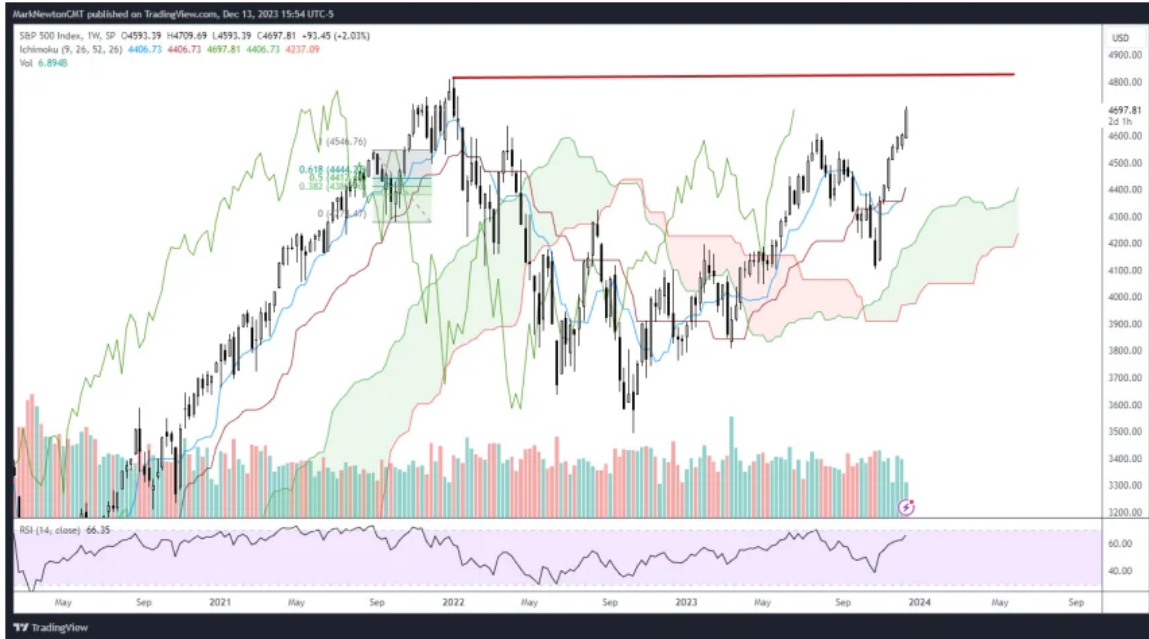 MarkNewtonCMT published on TradingView.com, Dec 13, 2023 15:54 UTC-5
S&P 500 Index, 1W, SP O4593.39 H4709.69 L4593.39 C4697.81 +93.45 (+2.03%)
Ichimoku (9, 26, 52, 26) 4406.73 4406.73 4697.81 4406.73 4237.09
Vol 6.894B
USD
4900.00
4800.00
4697.81
2d 1h
4600.00
(4546.76)
4500.00
0.618
0.5
0.382
4400.00
4300.00
4200.00
4100.00
4000.00
3900.00
3800.00
3700.00
3600.00
3500.00
3400.00
3300.00
3200.00
RSI (14, close) 66.35
60.00
40.00
May Sep 2021 May Sep 2022 May Sep 2023 May Sep 2024 May Sep
TradingView